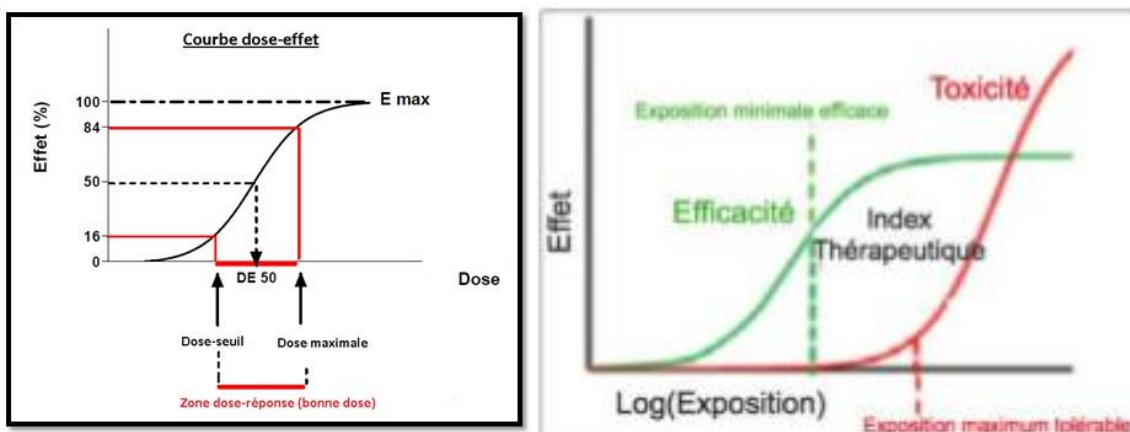 Courbe dose-effet
Effet (%)
100
84
50
16
0
E max
DE 50
Dose
Dose-seuil
Dose maximale
Zone dose-réponse (bonne dose)
Toxicité
Exposition minimale efficace
Efficacité
Index
Thérapeutique
Effet
Log(Exposition)
Exposition maximum tolérable